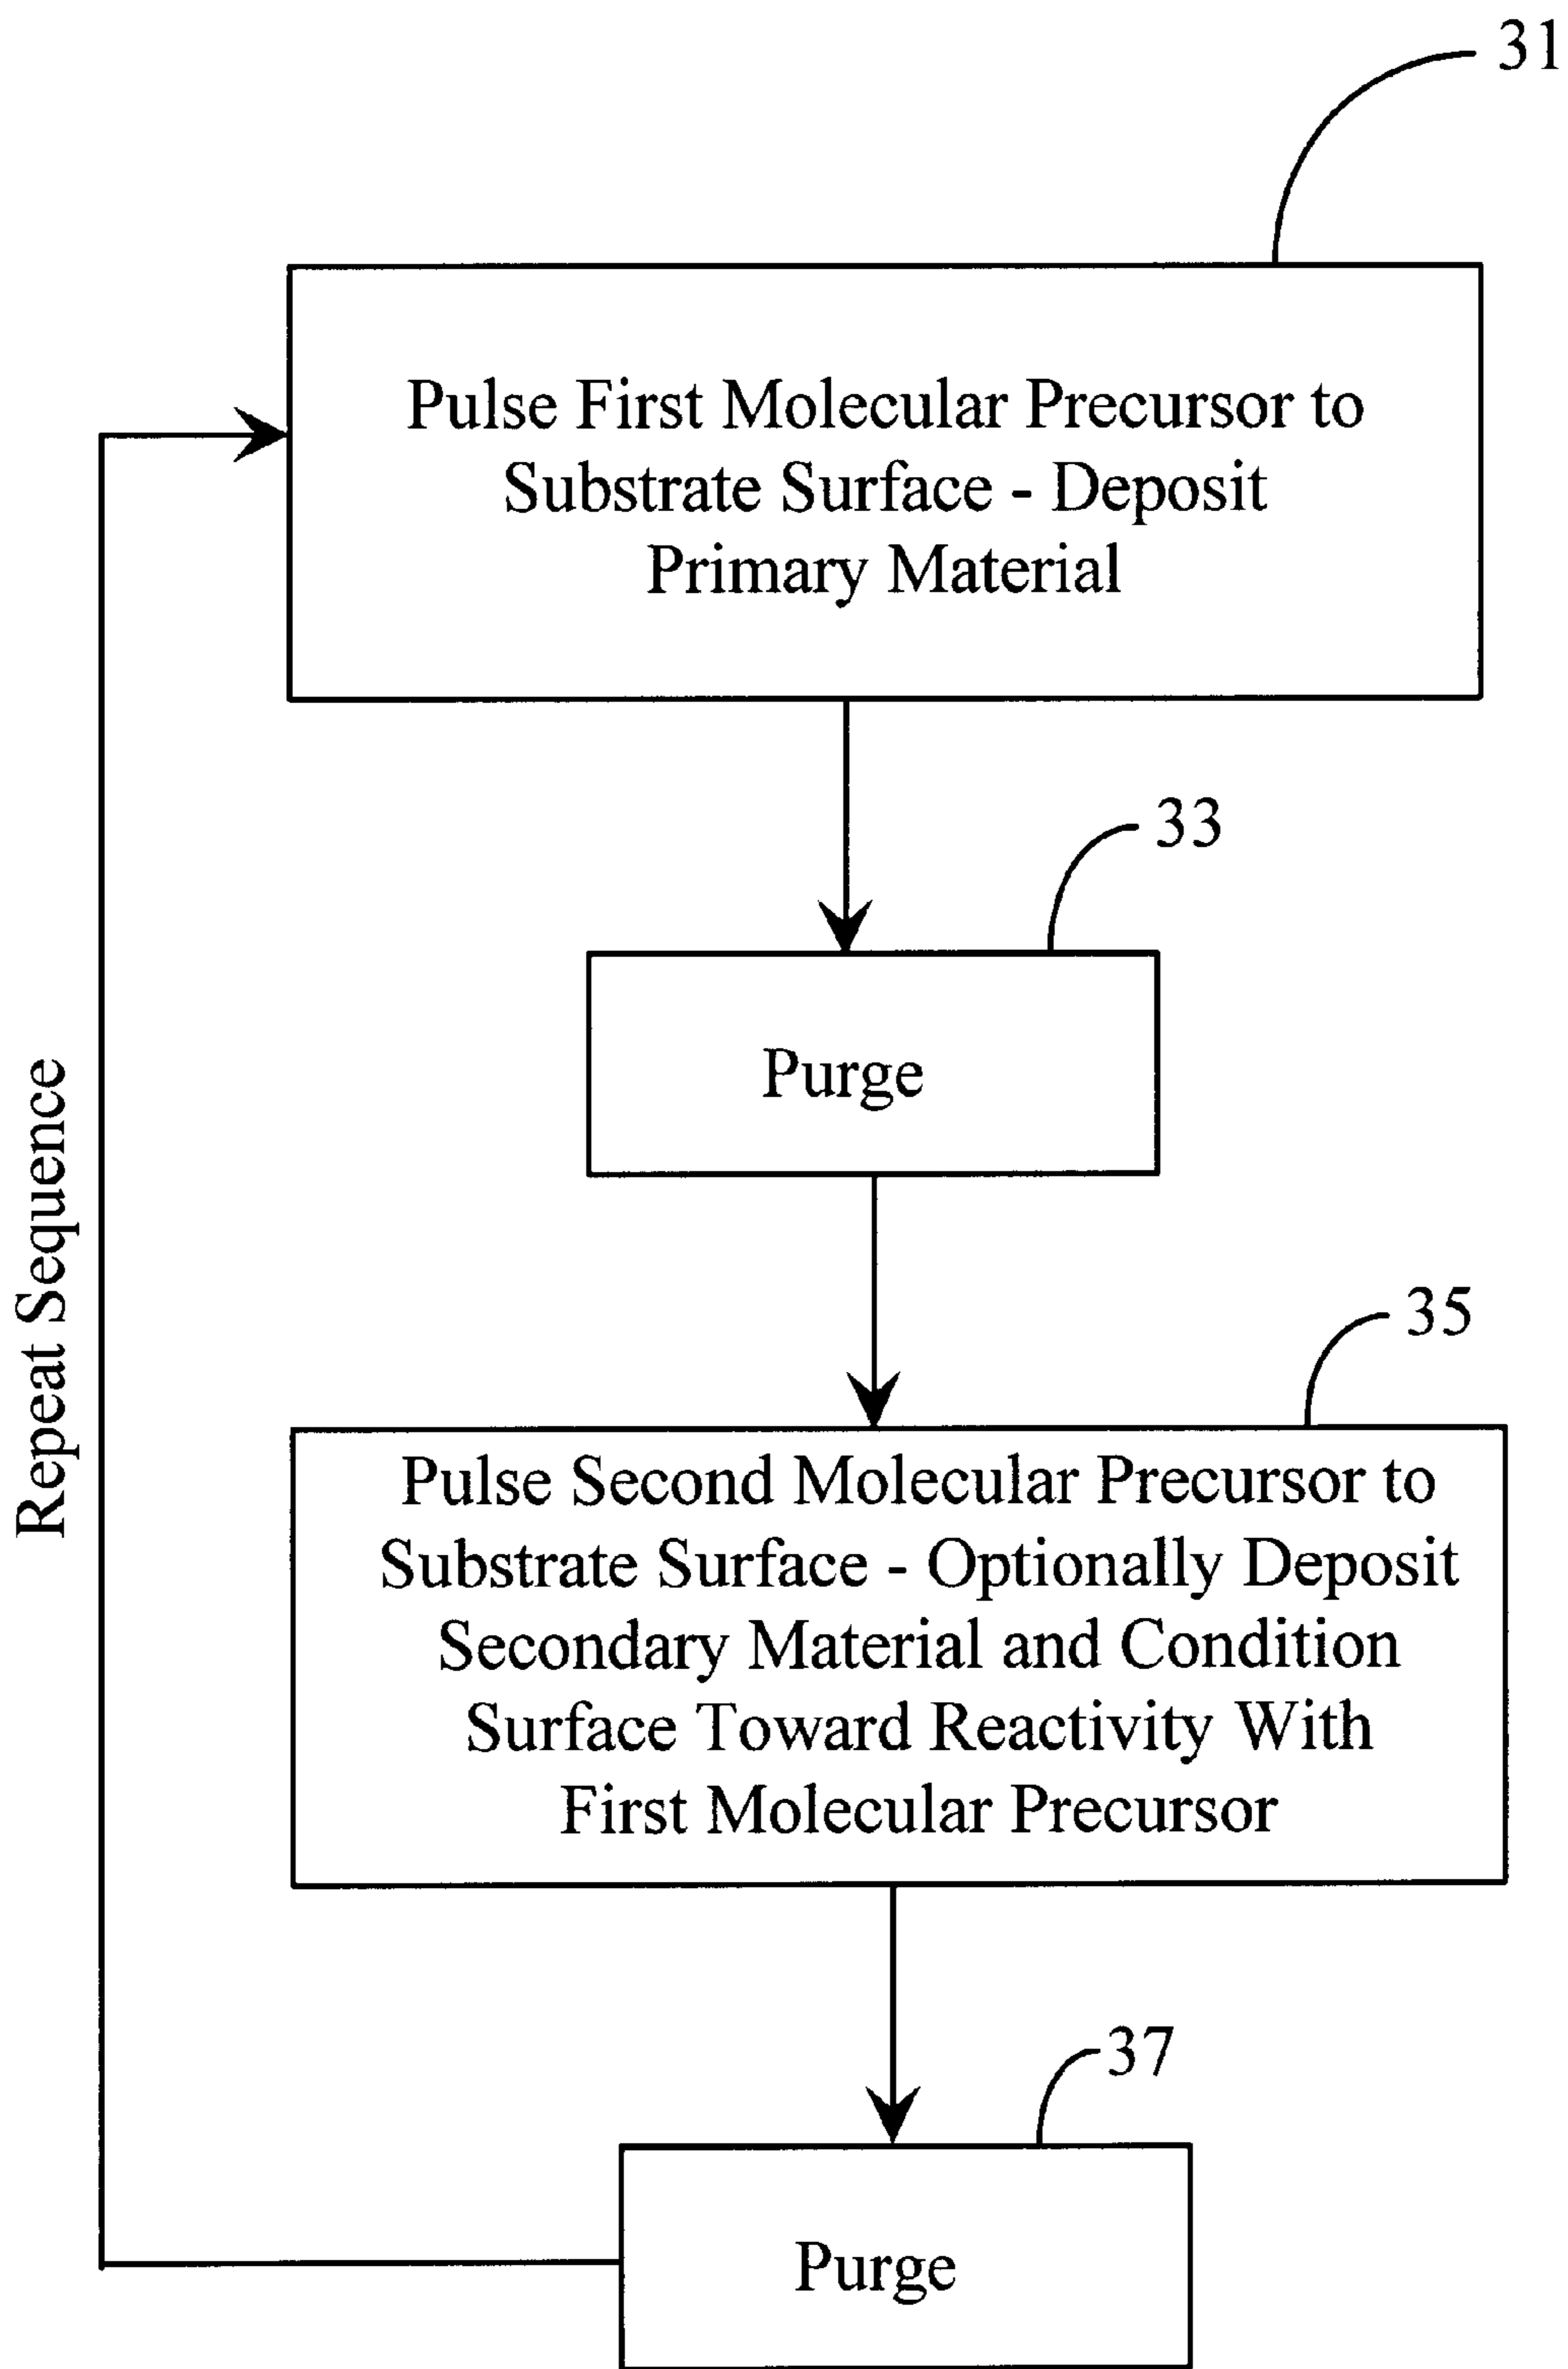 31
Pulse First Molecular Precursor to
Substrate Surface - Deposit
Primary Material
33
Purge
35
Pulse Second Molecular Precursor to
Substrate Surface - Optionally Deposit
Secondary Material and Condition
Surface Toward Reactivity With
First Molecular Precursor
37
Purge
Repeat Sequence